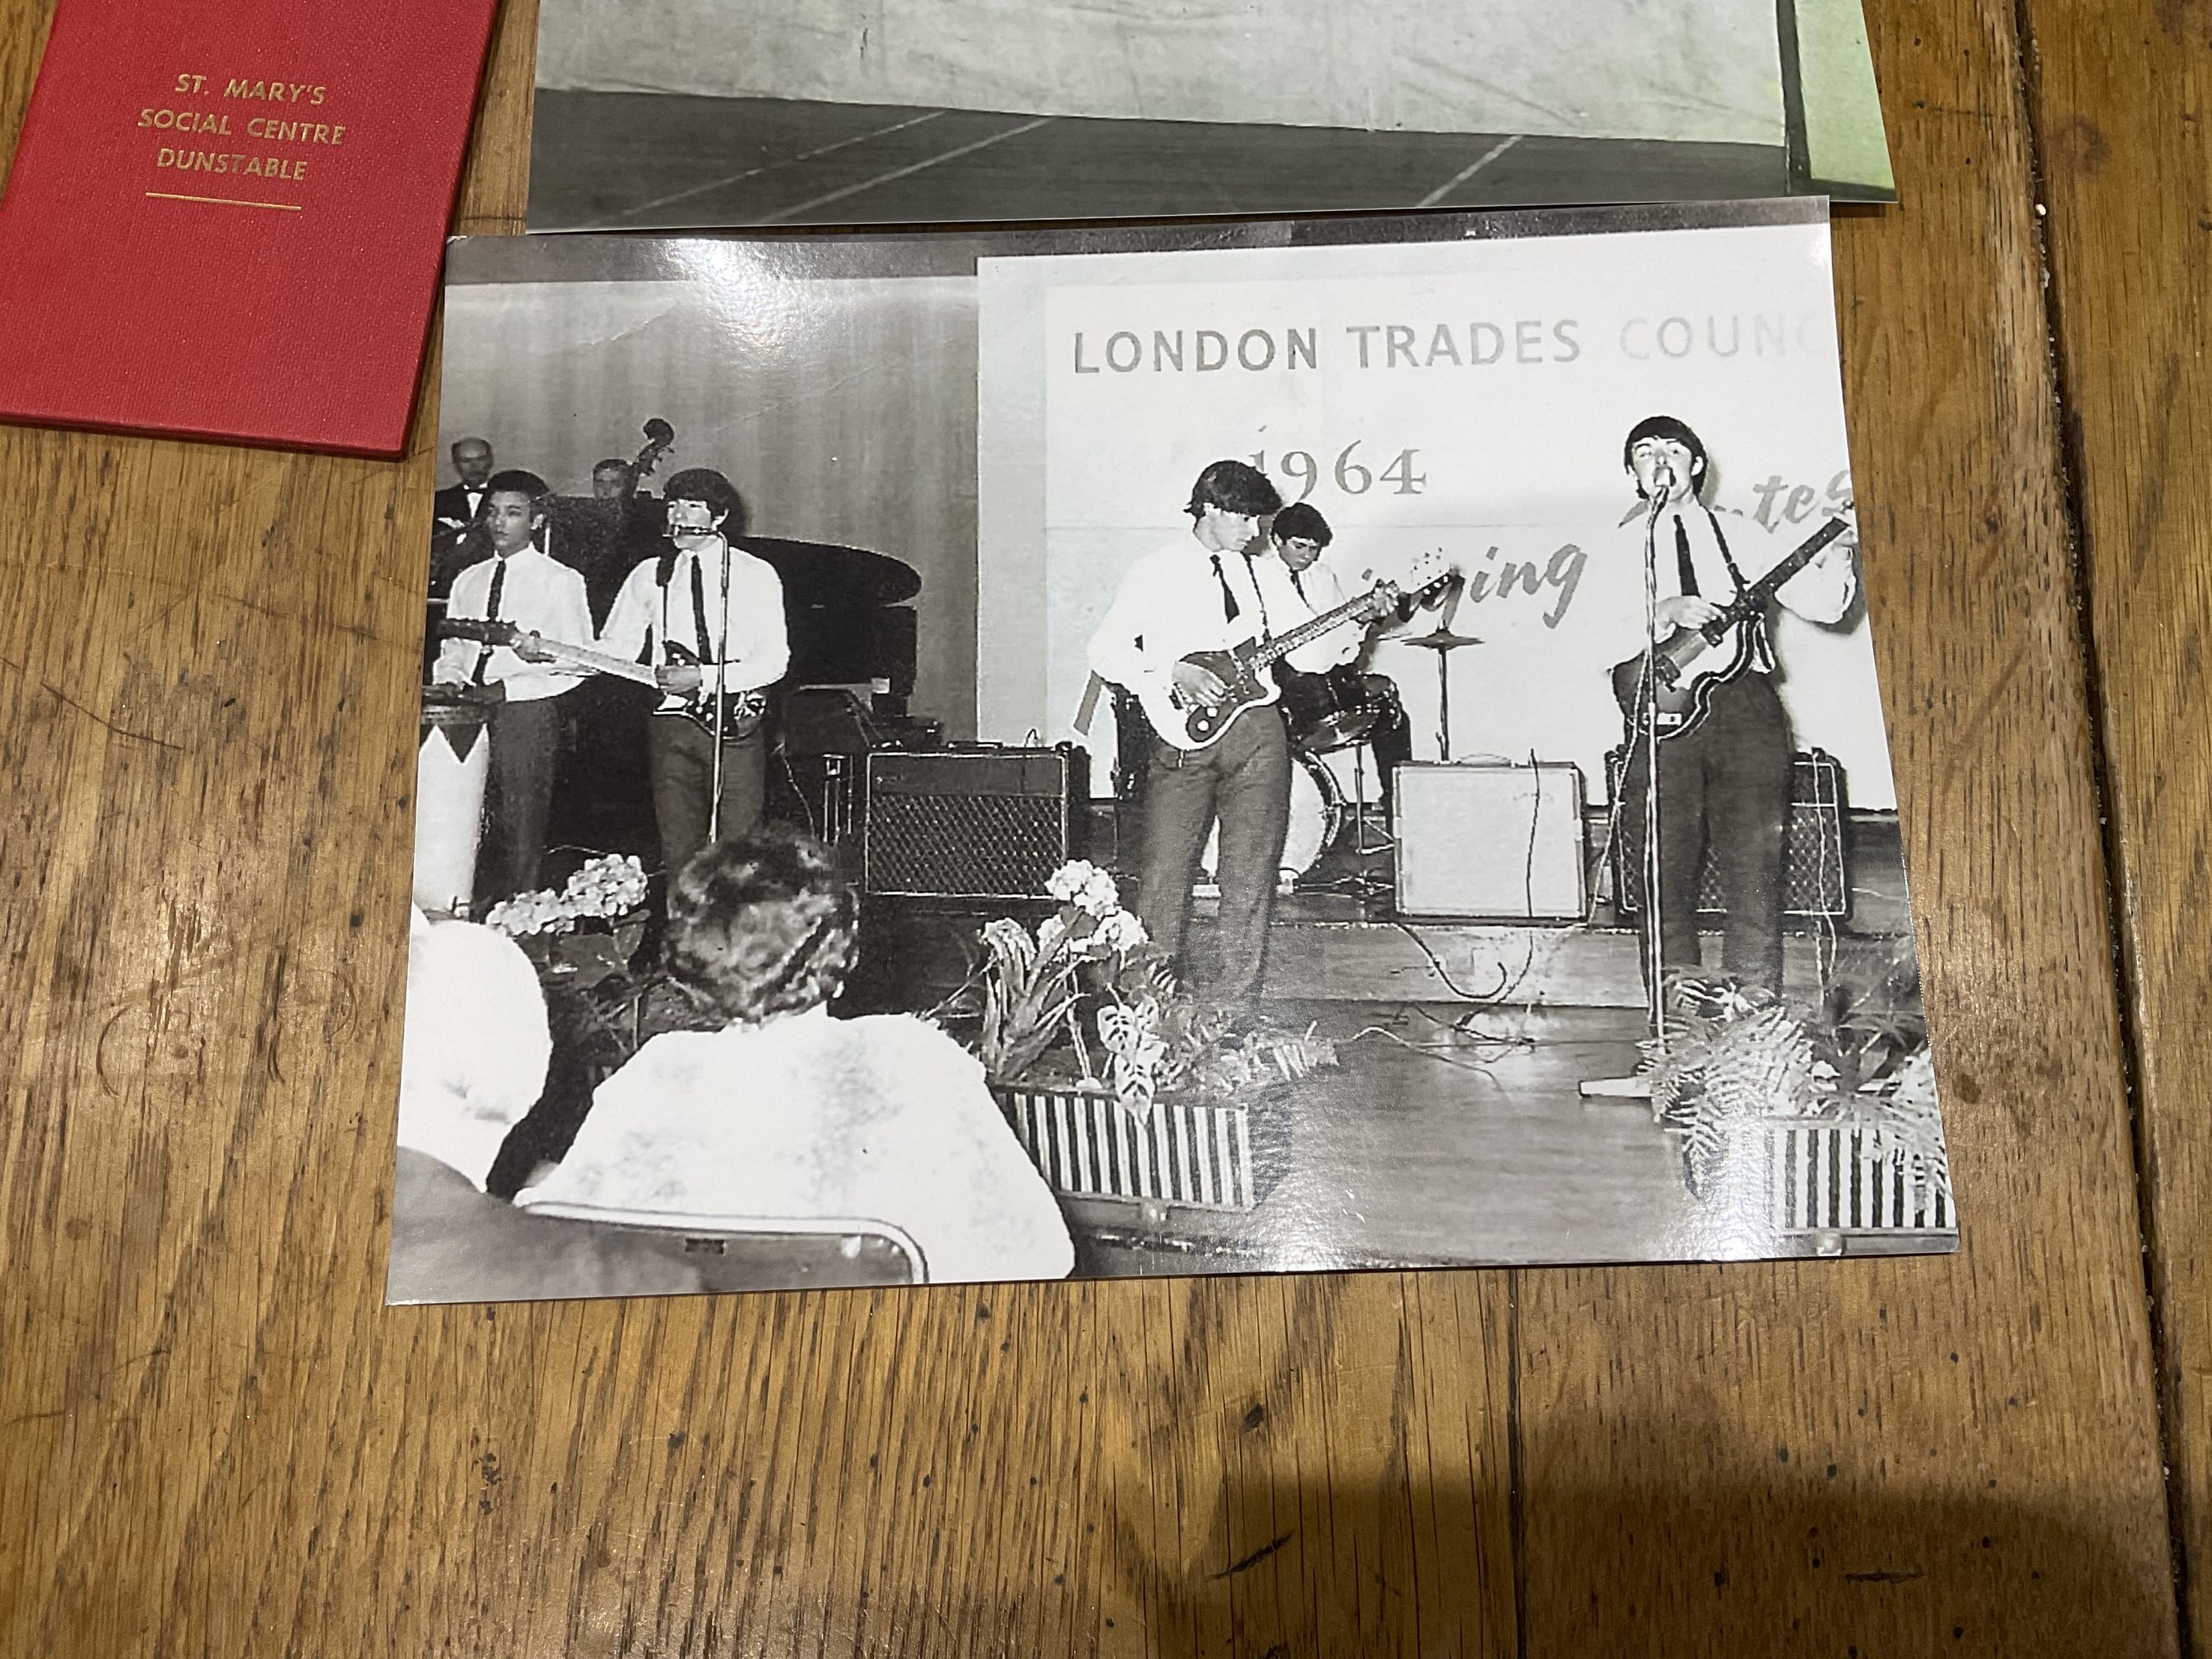 ST. MARY'S
SOCIAL CENTRE
DUNSTABLE
LONDON TRADES
1964